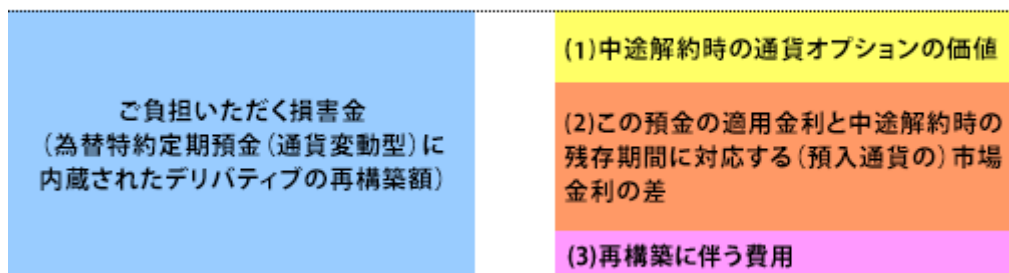 ご負担いただく損害金
(為替特約定期預金(通貨変動型)に
内蔵されたデリバティブの再構築額)
(1)中途解約時の通貨オプションの価値
(2)この預金の適用金利と中途解約時の
残存期間に対応する(預入通貨の)市場
金利の差
(3)再構築に伴う費用